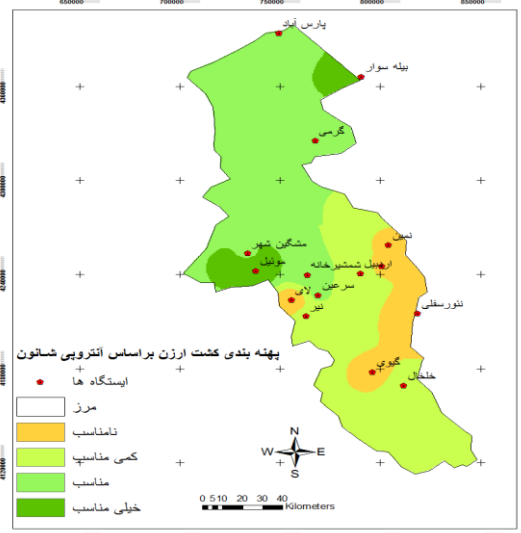 650000 700000 750000 800000 850000
پارس آباد
بیله سوار
گرمی
نمین
مشگین شهر
موئیل
شمشیرخانه
اردبیل
سرعین
لای
نیر
ننورسفلی
گیوی
خلخال
پهنه بندی کشت ارزن براساس آنتروپی شانون
ایستگاه ها
مرز
نامناسب
کمی مناسب
مناسب
خیلی مناسب
N
W E
S
0 5 10 20 30 40
Kilometers